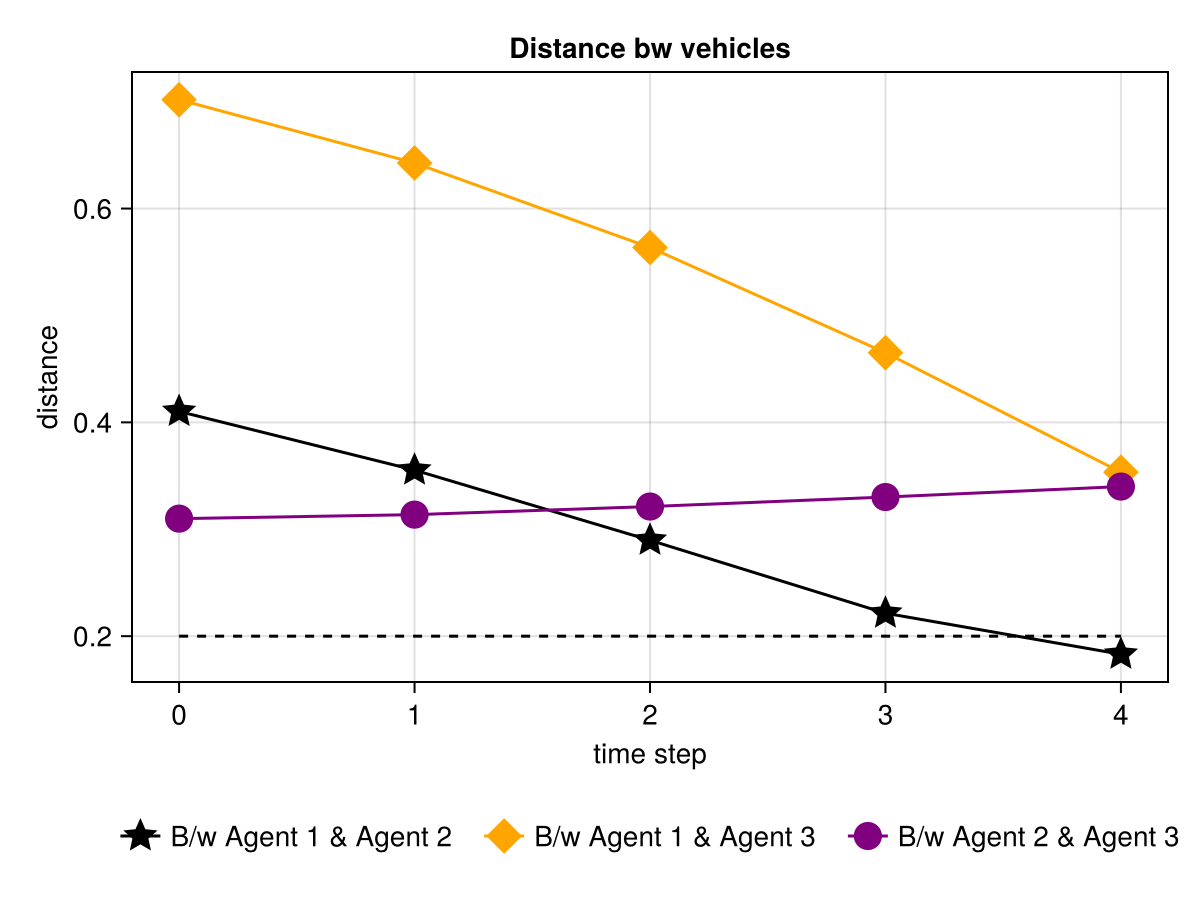 Distance bw vehicles
0.6
0.4
0.2
distance
0 1 2 3 4
time step
B/w Agent 1 & Agent 2 B/w Agent 1 & Agent 3 B/w Agent 2 & Agent 3